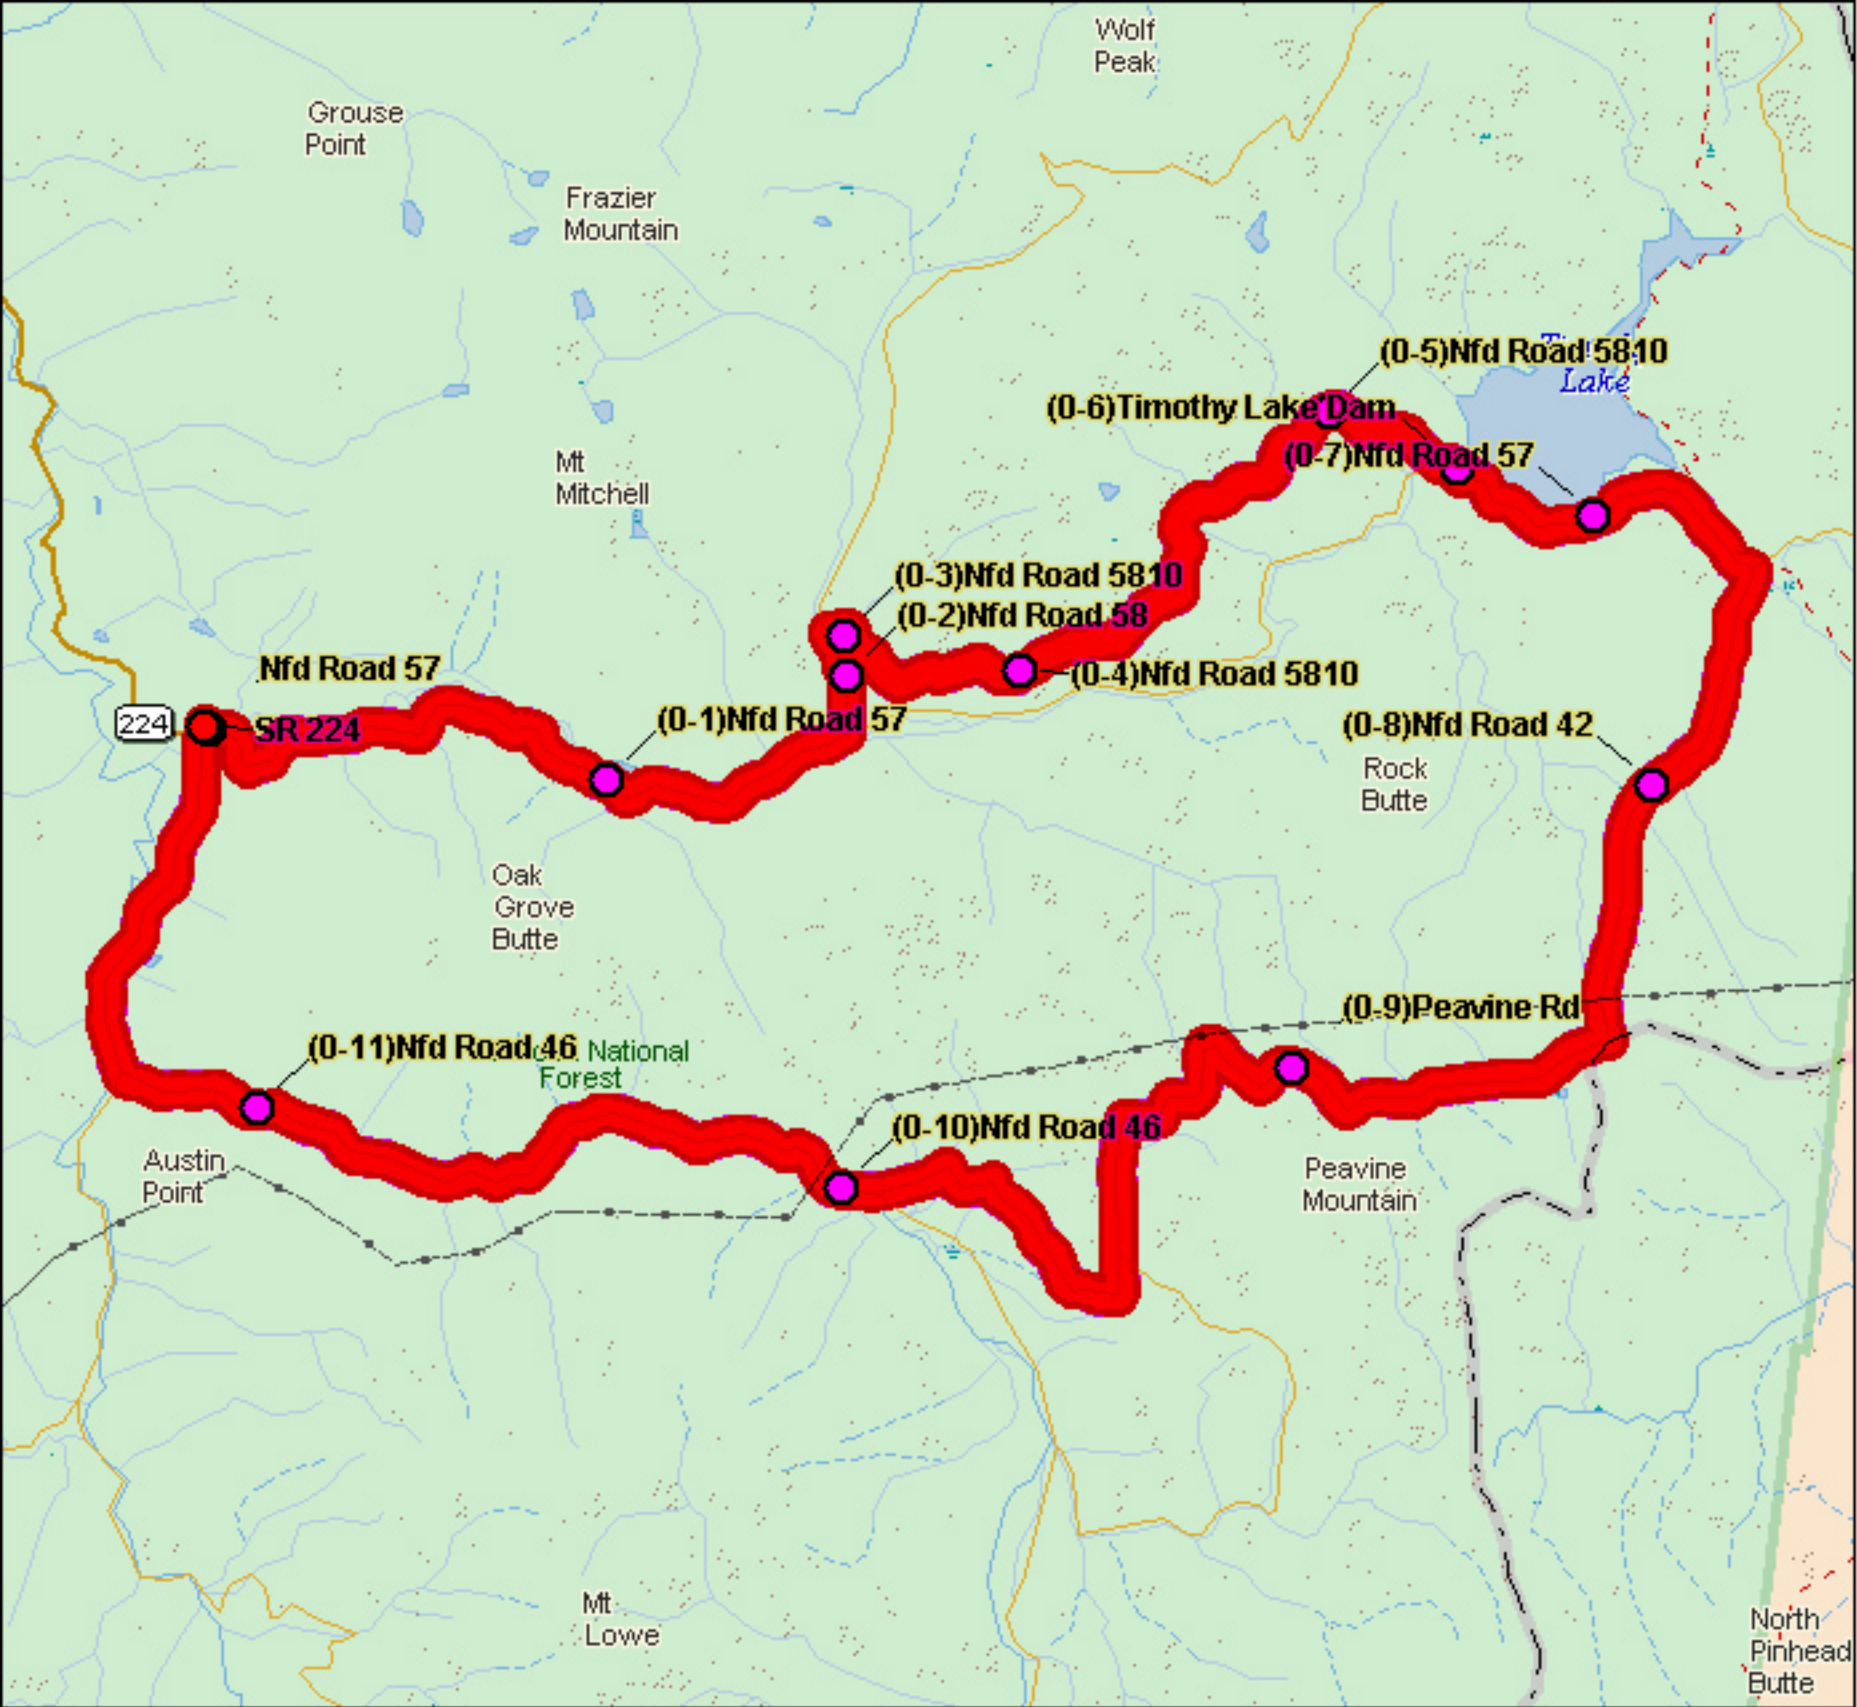 Wolf
Peak
Grouse
Point
Frazier
Mountain
(0-5)Nfd Road 5810
Lake
(0-6)Timothy Lake Dam
(0-7)Nfd Road 57
Mt
Mitchell
(0-3)Nfd Road 5810
(0-2)Nfd Road 58
Nfd Road 57
(0-4)Nfd Road 5810
224
SR 224
(0-1)Nfd Road 57
(0-8)Nfd Road 42
Rock
Butte
Oak
Grove
Butte
(0-9)Peavine Rd
(0-11)Nfd Road 46
National
Forest
(0-10)Nfd Road 46
Austin
Point
Peavine
Mountain
Mt
Lowe
North
Pinhead
Butte